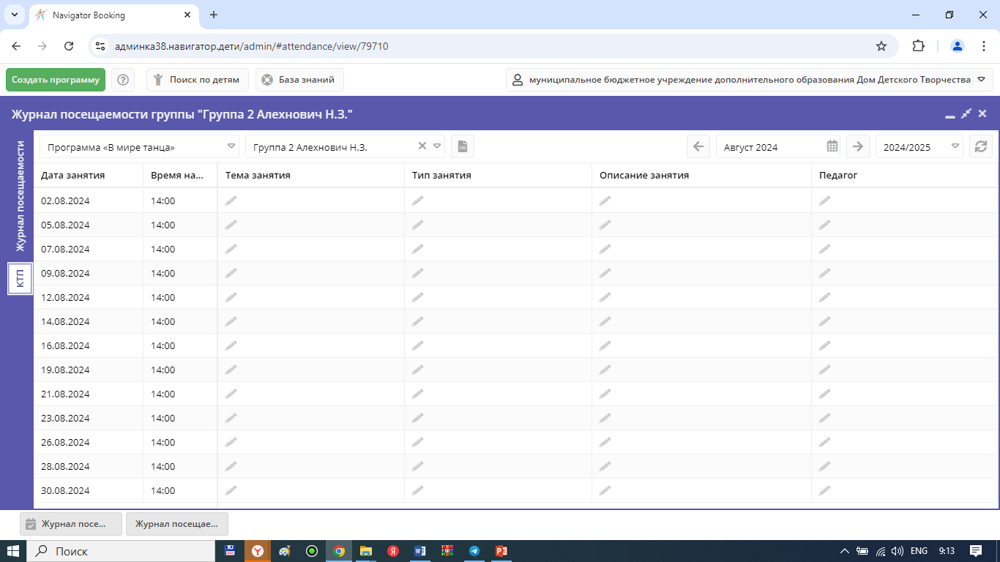 Navigator Booking
админка38.навигатор.дети/admin/#attendance/view/79710
Создать программу
Поиск по детям
База знаний
муниципальное бюджетное учреждение дополнительного образования Дом Детского Творчества
Журнал посещаемости группы "Группа 2 Алехнович Н.З."
Журнал посещаемости
КТП
Программа «В мире танца»
Группа 2 Алехнович Н.З.
CSV
Август 2024
2024/2025
Дата занятия Время на... Тема занятия Тип занятия Описание занятия Педагог
02.08.2024 14:00
05.08.2024 14:00
07.08.2024 14:00
09.08.2024 14:00
12.08.2024 14:00
14.08.2024 14:00
16.08.2024 14:00
19.08.2024 14:00
21.08.2024 14:00
23.08.2024 14:00
26.08.2024 14:00
28.08.2024 14:00
30.08.2024 14:00
Журнал посе...
Журнал посещае...
Поиск
ENG
9:13